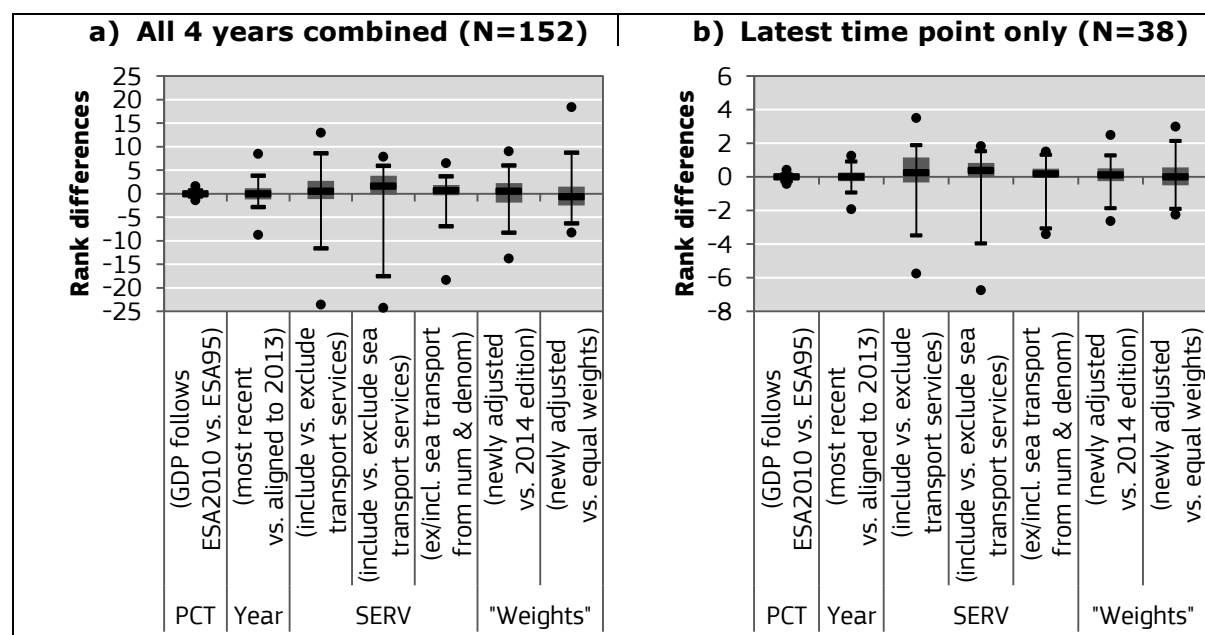 a) All 4 years combined (N=152)
b) Latest time point only (N=38)
Rank differences
25
20
15
10
5
0
-5
-10
-15
-20
-25
(GDP follows
ESA2010 vs. ESA95)
(most recent
vs. aligned to 2013)
(include vs. exclude
transport services)
(include vs. exclude sea
transport services)
(ex/incl. sea transport
from num & denom)
(newly adjusted
vs. 2014 edition)
(newly adjusted
vs. equal weights)
PCT
Year
SERV
"Weights"
Rank differences
6
4
2
0
-2
-4
-6
-8
(GDP follows
ESA2010 vs. ESA95)
(most recent
vs. aligned to 2013)
(include vs. exclude
transport services)
(include vs. exclude sea
transport services)
(ex/incl. sea transport
from num & denom)
(newly adjusted
vs. 2014 edition)
(newly adjusted
vs. equal weights)
PCT
Year
SERV
"Weights"